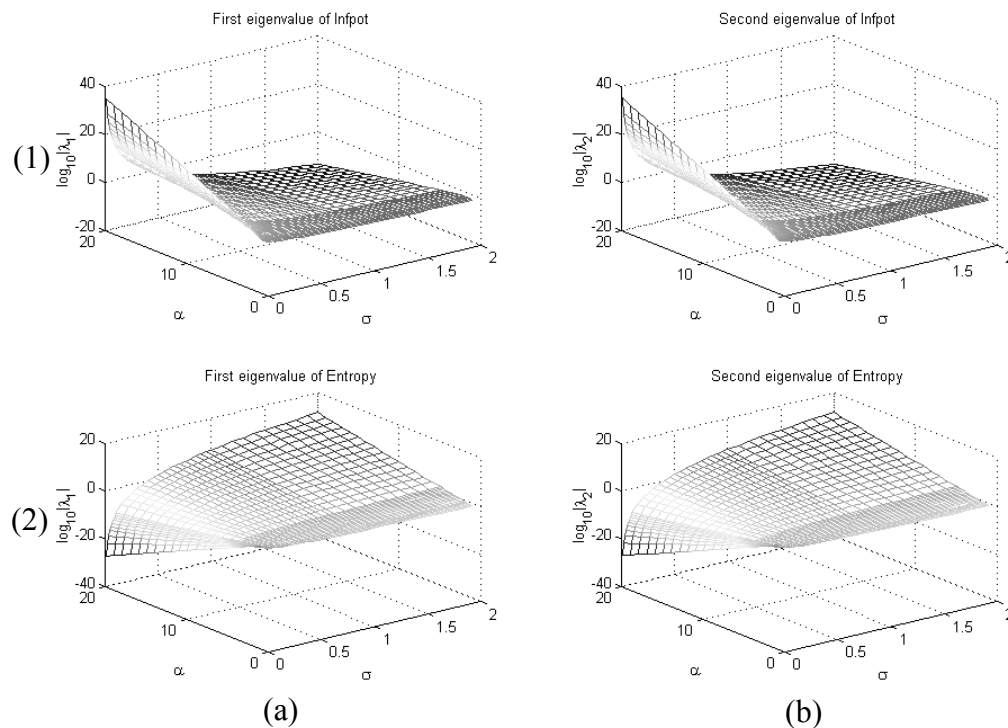 First eigenvalue of Infpot
Second eigenvalue of Infpot
(1)
log10|λ1|
40
20
0
-20
20
10
0
α
0
0.5
1
1.5
2
σ
log10|λ2|
40
20
0
-20
20
10
0
α
0
0.5
1
1.5
2
σ
First eigenvalue of Entropy
Second eigenvalue of Entropy
(2)
log10|λ1|
20
0
-20
-40
20
10
0
α
0
0.5
1
1.5
2
σ
log10|λ2|
20
0
-20
-40
20
10
0
α
0
0.5
1
1.5
2
σ
(a)
(b)